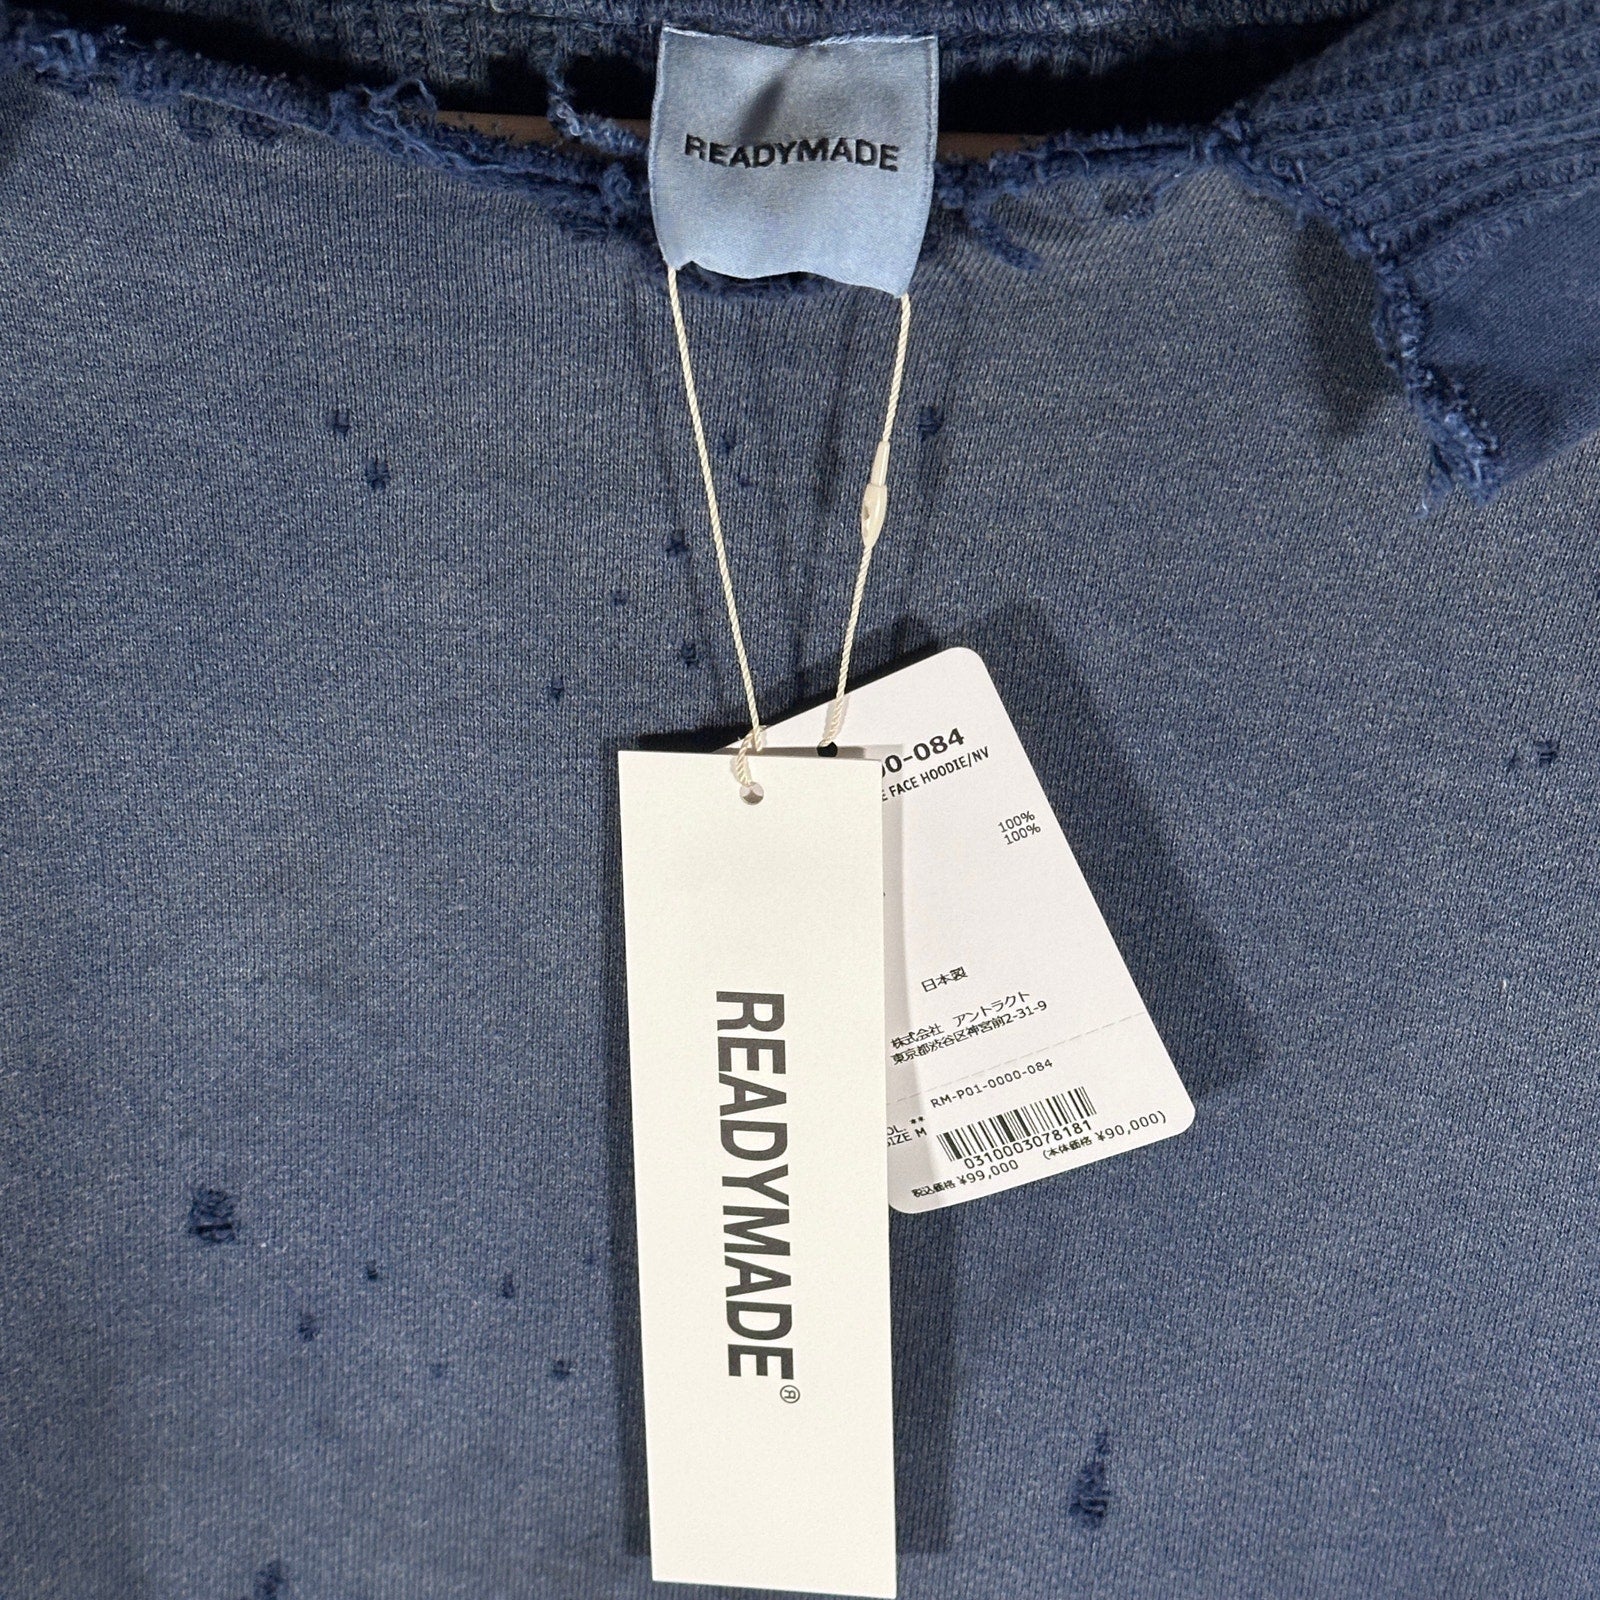 READYMADE
00-084
E FACE HOODIE/NV
100%
100%
日本製
株式会社 アントラクト
東京都渋谷区神宮前2-31-9
RM-P01-0000-084
OL. **
SIZE M
0310003078181
税込価格 ¥99,000 (本体価格 ¥90,000)
READYMADE®